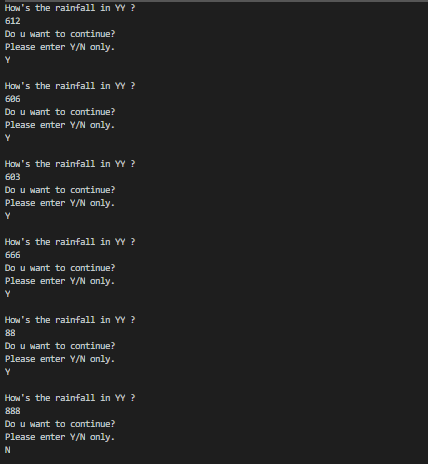 How's the rainfall in YY ?
612
Do u want to continue?
Please enter Y/N only.
Y
How's the rainfall in YY ?
606
Do u want to continue?
Please enter Y/N only.
Y
How's the rainfall in YY ?
603
Do u want to continue?
Please enter Y/N only.
Y
How's the rainfall in YY ?
666
Do u want to continue?
Please enter Y/N only.
Y
How's the rainfall in YY ?
88
Do u want to continue?
Please enter Y/N only.
Y
How's the rainfall in YY ?
888
Do u want to continue?
Please enter Y/N only.
N